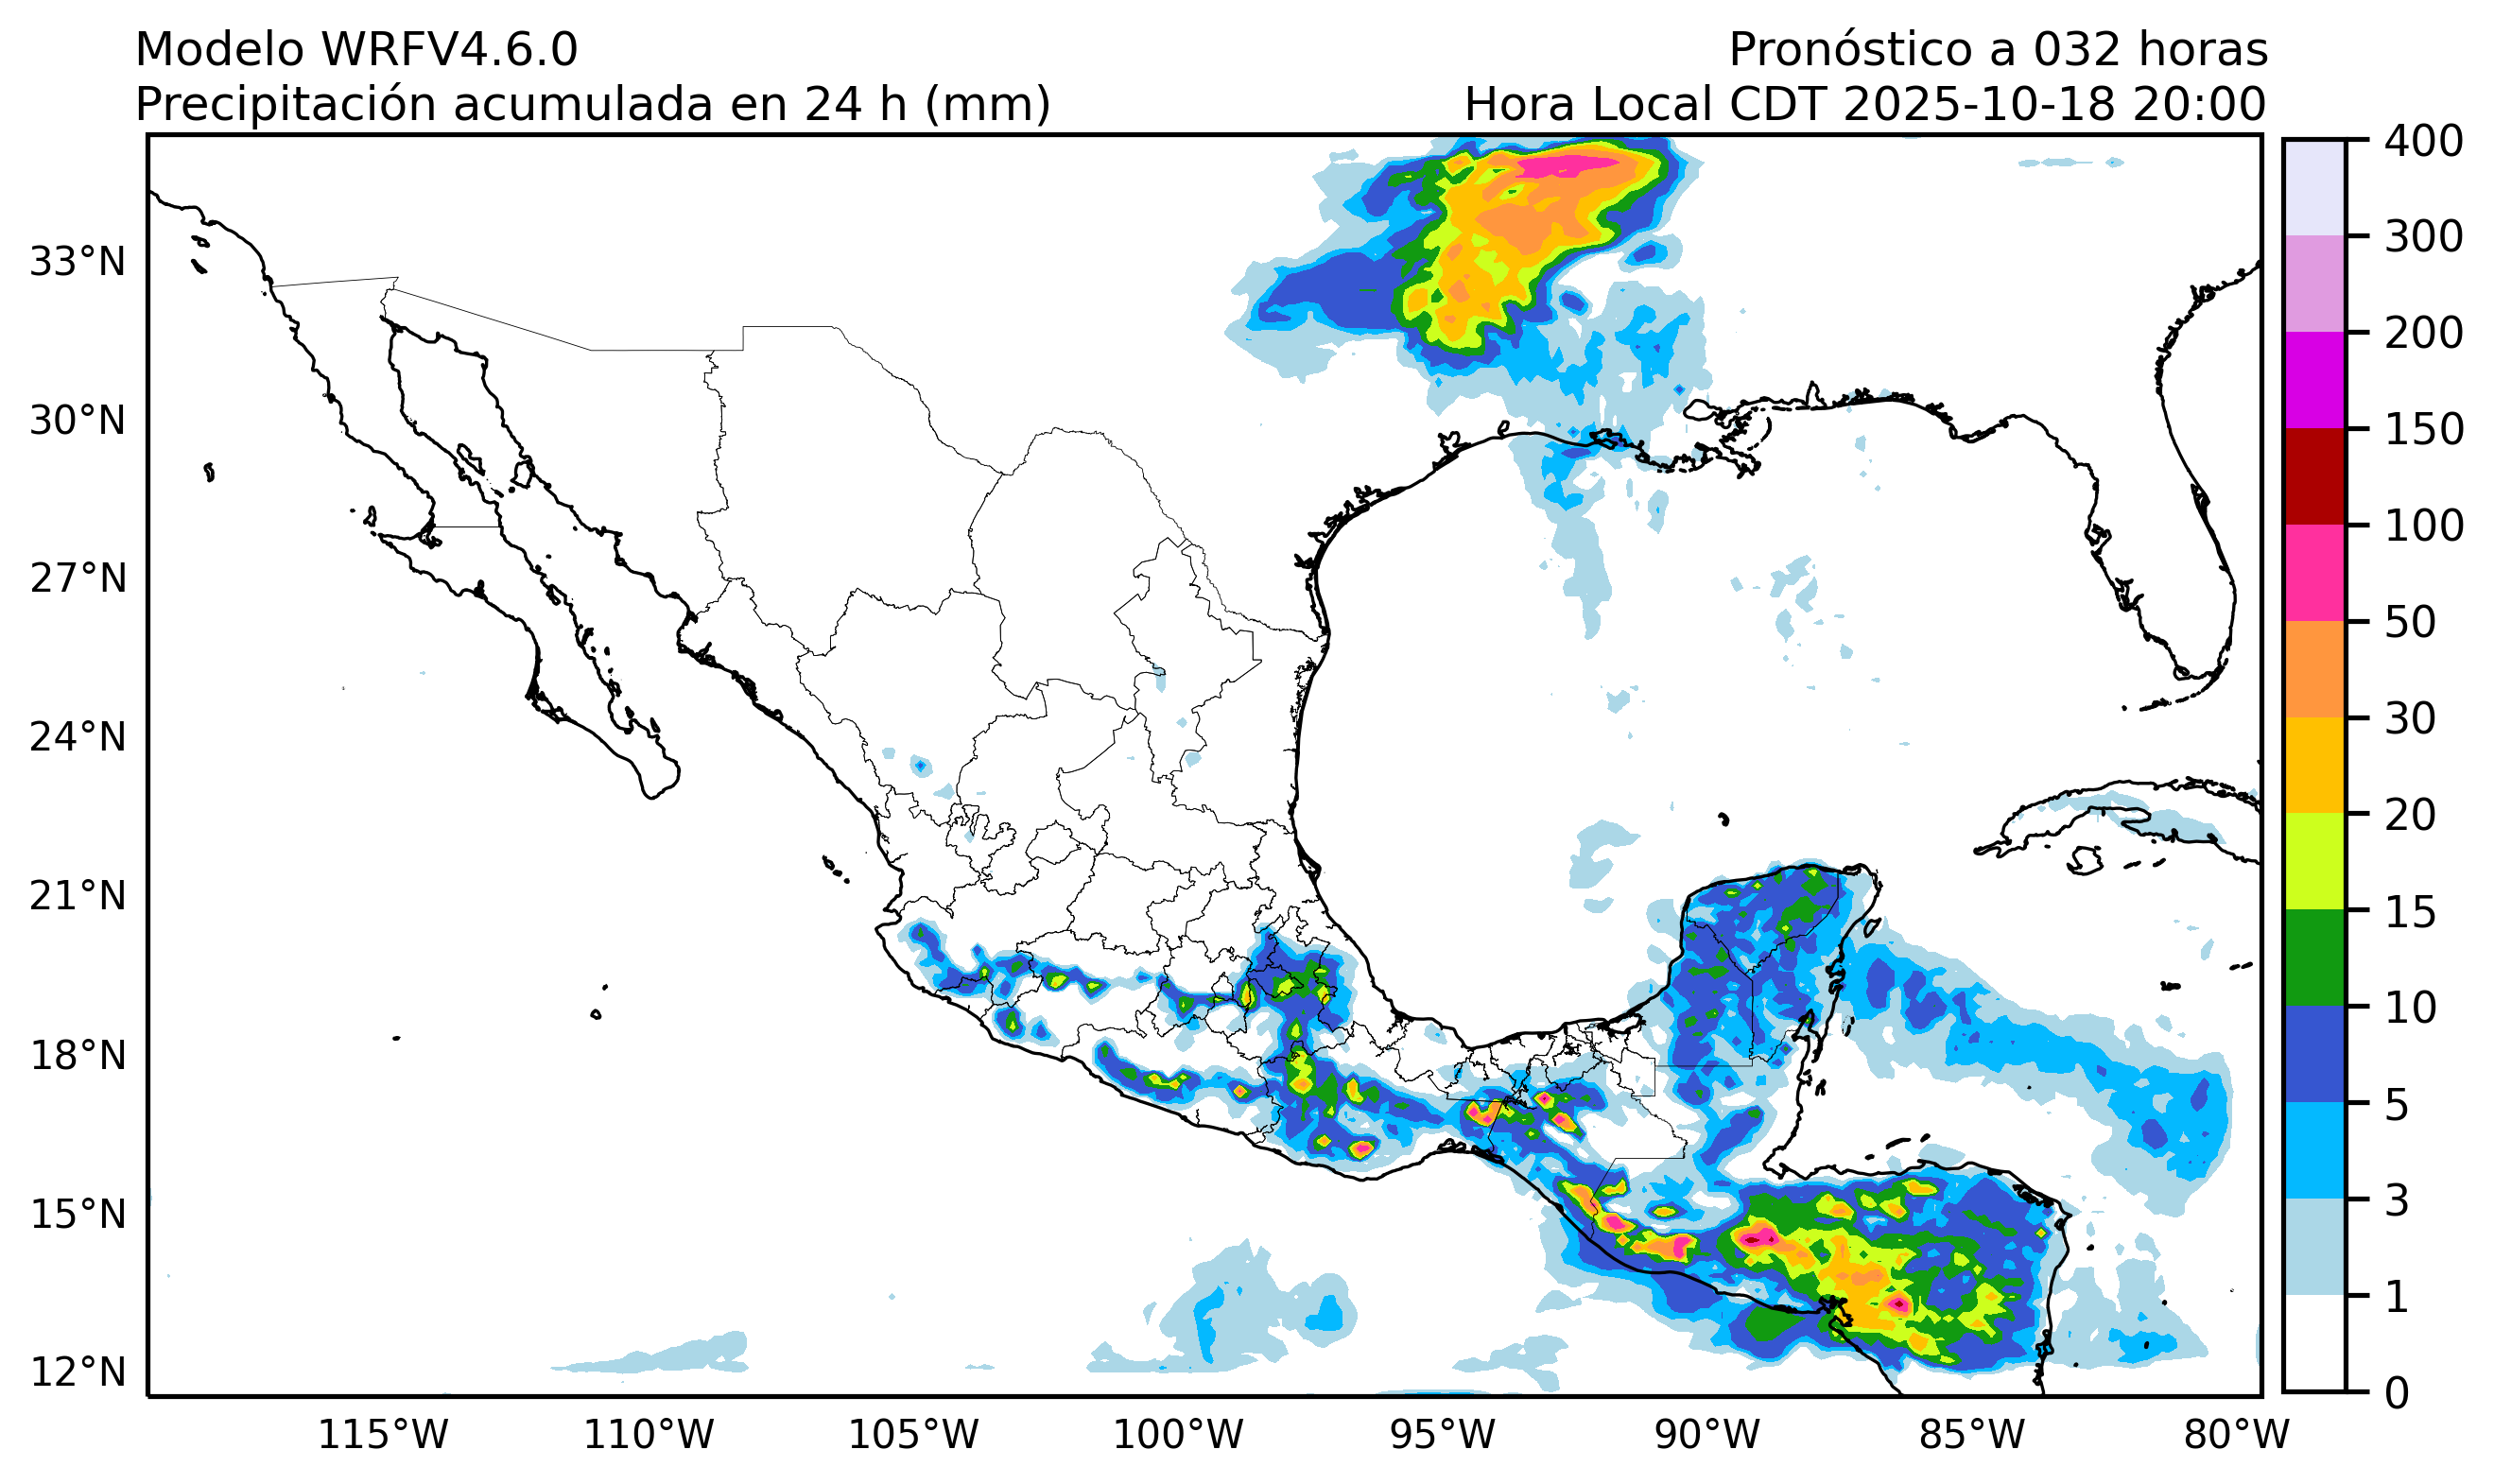 Modelo WRFV4.6.0
Pronóstico a 032 horas
Precipitación acumulada en 24 h (mm)
Hora Local CDT 2025-10-18 20:00
33°N
30°N
27°N
24°N
21°N
18°N
15°N
12°N
115°W
110°W
105°W
100°W
95°W
90°W
85°W
80°W
400
300
200
150
100
50
30
20
15
10
5
3
1
0